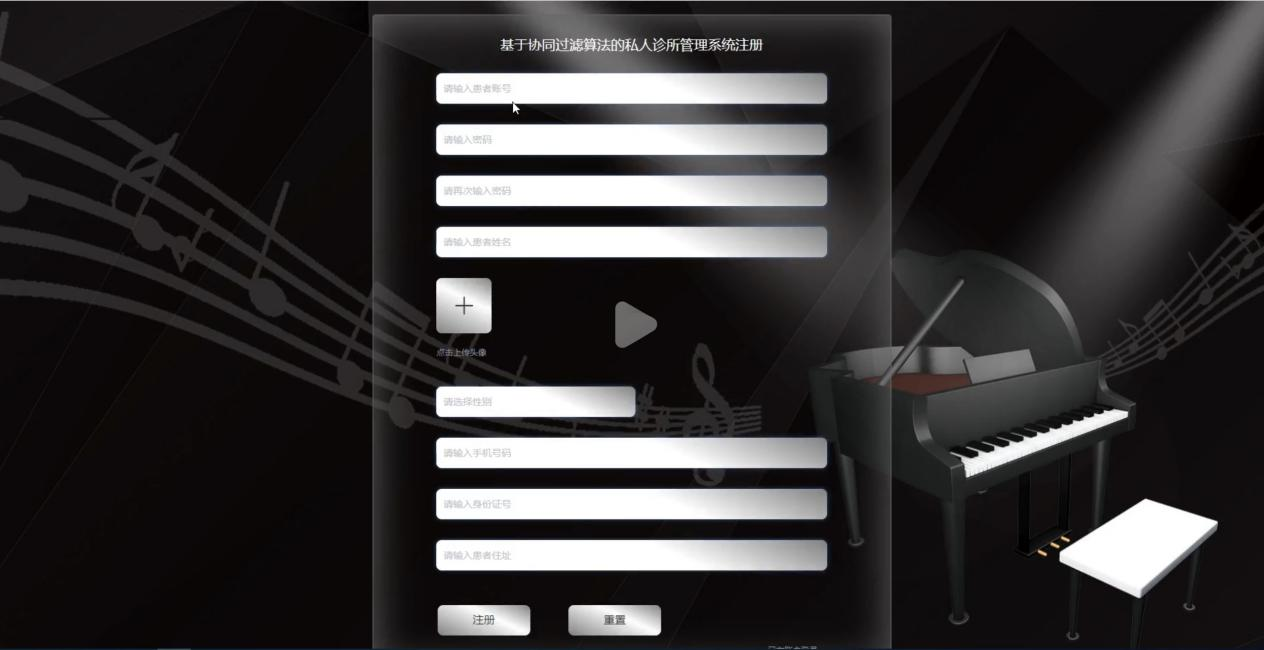 基于协同过滤算法的私人诊所管理系统注册
请输入患者账号
请输入密码
请再次输入密码
请输入患者姓名
点击上传头像
请选择性别
请输入手机号码
请输入身份证号
请输入患者住址
注册 重置